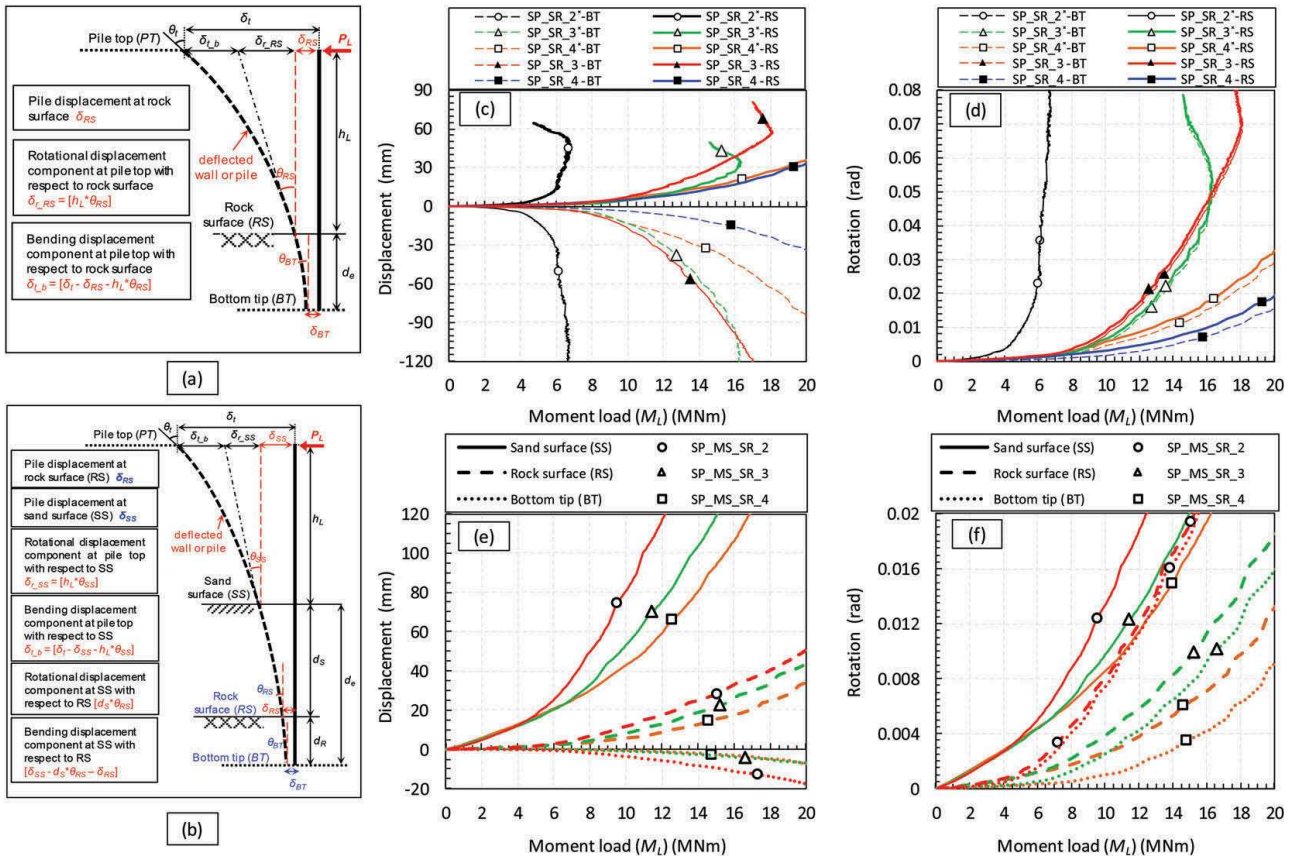 δt
θt
Pile top (PT)
δt_b
δr_RS
δRS
PL
Pile displacement at rock
surface δRS
hL
deflected
wall or pile
Rotational displacement
component at pile top with
respect to rock surface
δr_RS = [hL*θRS]
θRS
Rock
surface (RS)
Bending displacement
component at pile top with
respect to rock surface
δt_b = [δt - δRS - hL*θRS]
θBT
de
Bottom tip (BT)
δBT
(a)
SP_SR_2*-BT
SP_SR_2*-RS
SP_SR_3*-BT
SP_SR_3*-RS
SP_SR_4*-BT
SP_SR_4*-RS
SP_SR_3-BT
SP_SR_3-RS
SP_SR_4-BT
SP_SR_4-RS
(c)
90
60
30
0
-30
-60
-90
-120
Displacement (mm)
0 2 4 6 8 10 12 14 16 18 20
Moment load (ML) (MNm)
SP_SR_2*-BT
SP_SR_2*-RS
SP_SR_3*-BT
SP_SR_3*-RS
SP_SR_4*-BT
SP_SR_4*-RS
SP_SR_3-BT
SP_SR_3-RS
SP_SR_4-BT
SP_SR_4-RS
(d)
0.08
0.07
0.06
0.05
0.04
0.03
0.02
0.01
0
Rotation (rad)
0 2 4 6 8 10 12 14 16 18 20
Moment load (ML) (MNm)
δt
θt
Pile top (PT)
δt_b
δr_SS
δSS
PL
Pile displacement at
rock surface (RS) δRS
Pile displacement at
sand surface (SS) δSS
hL
deflected
wall or pile
Rotational displacement
component at pile top
with respect to SS
δr_SS = [hL*θSS]
θSS
Sand
surface (SS)
Bending displacement
component at pile top
with respect to SS
δt_b = [δt - δSS - hL*θSS]
dS
de
Rotational displacement
component at SS with
respect to RS [dS*θRS]
θRS
Rock
surface (RS)
δRS
Bending displacement
component at SS with
respect to RS
[δSS - dS*θRS – δRS]
θBT
dR
Bottom tip (BT)
δBT
(b)
Sand surface (SS)
SP_MS_SR_2
Rock surface (RS)
SP_MS_SR_3
Bottom tip (BT)
SP_MS_SR_4
(e)
120
100
80
60
40
20
0
-20
Displacement (mm)
0 2 4 6 8 10 12 14 16 18 20
Moment load (ML) (MNm)
Sand surface (SS)
SP_MS_SR_2
Rock surface (RS)
SP_MS_SR_3
Bottom tip (BT)
SP_MS_SR_4
(f)
0.02
0.016
0.012
0.008
0.004
0
Rotation (rad)
0 2 4 6 8 10 12 14 16 18 20
Moment load (ML) (MNm)